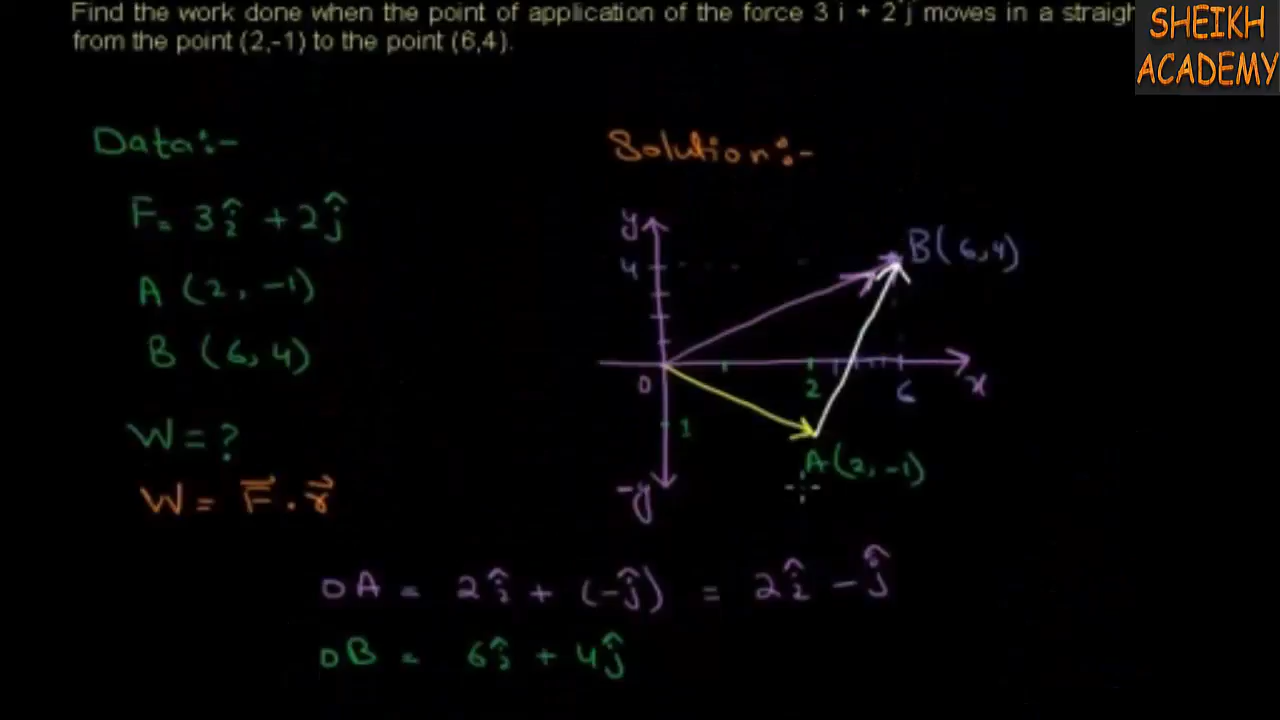 Find the work done when the point of application of the force 3 i + 2 j moves in a
from the point (2,-1) to the point (6,4).
SHEIKH
ACADEMY
Data:-
F = 3î + 2ĵ
A (2, -1)
B (6, 4)
W = ?
W = F⃗ . r⃗
Solution:-
y
4
B(6,4)
0
2
6
x
1
A(2,-1)
-y
OA = 2î + (-ĵ) = 2î - ĵ
OB = 6î + 4ĵ